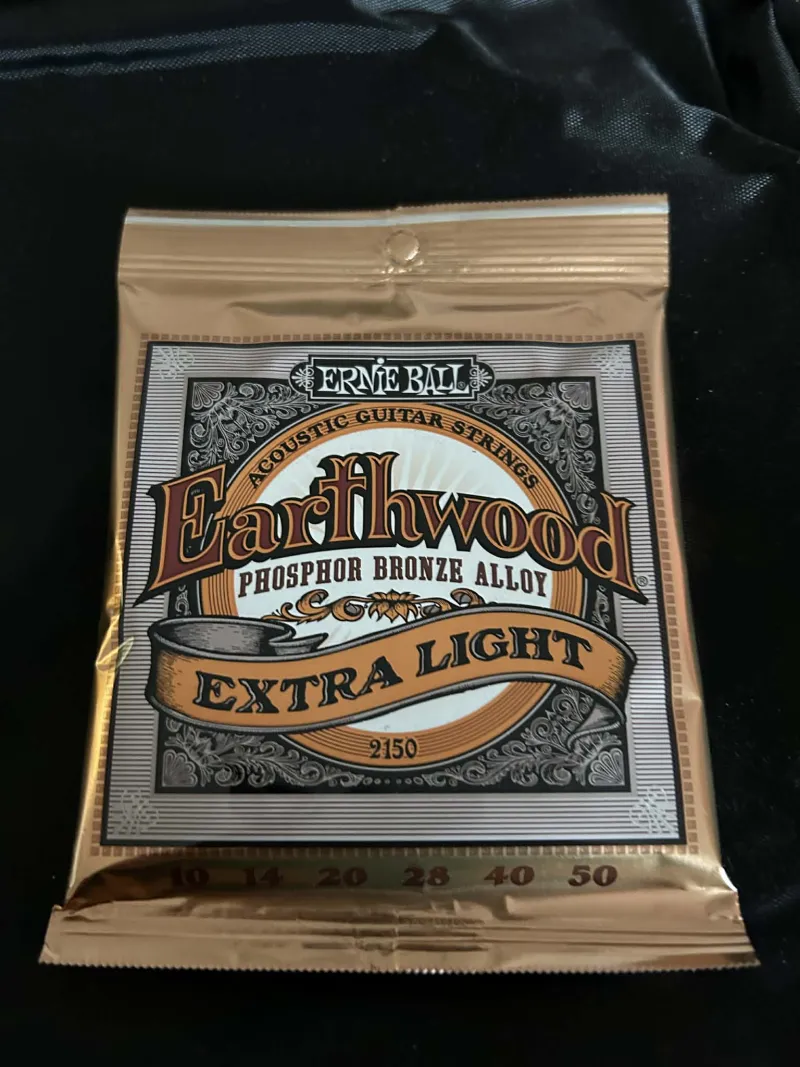 ERNIE BALL
ACOUSTIC GUITAR STRINGS
Earthwood®
PHOSPHOR BRONZE ALLOY
EXTRA LIGHT
2150
10 14 20 28 40 50